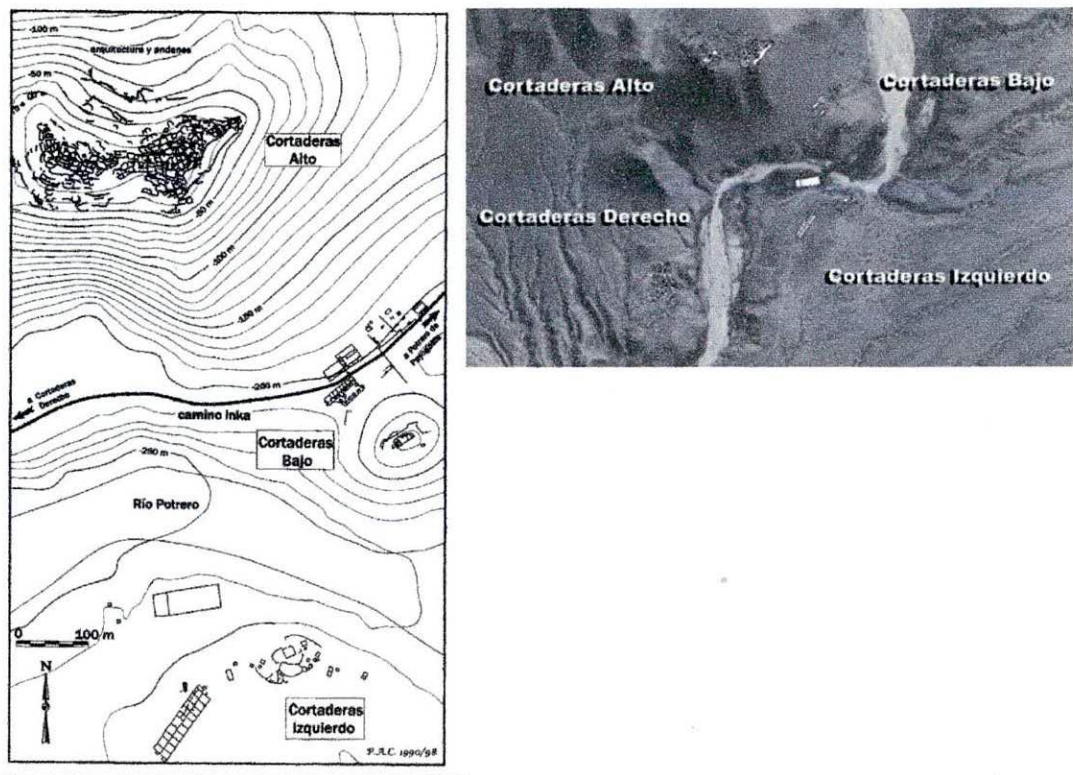 -100 m
arquitectura y andenes
-50 m
Cortaderas
Alto
-50 m
-100 m
-150 m
a Potrero de
-200 m
a Cortaderas
Derecho
camino Inka
Cortaderas
Bajo
-250 m
Río Potrero
0 100 m
N
Cortaderas
Izquierdo
P.A.C. 1990/98
Cortaderas Alto
Cortaderas Bajo
Cortaderas Derecho
Cortaderas Izquierdo